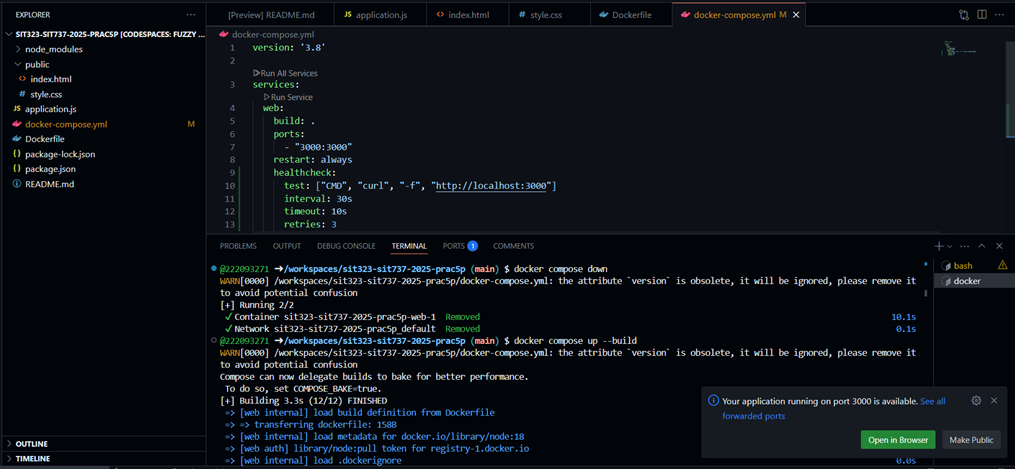 EXPLORER ...
SIT323-SIT737-2025-PRAC5P [CODESPACES: FUZZY ...
node_modules
public
index.html
style.css
application.js
docker-compose.yml M
Dockerfile
package-lock.json
package.json
README.md
OUTLINE
TIMELINE
[Preview] README.md application.js index.html style.css Dockerfile docker-compose.yml M
docker-compose.yml
1 version: '3.8'
2
Run All Services
3 services:
Run Service
4 web:
5 build: .
6 ports:
7 - "3000:3000"
8 restart: always
9 healthcheck:
10 test: ["CMD", "curl", "-f", "http://localhost:3000"]
11 interval: 30s
12 timeout: 10s
13 retries: 3
PROBLEMS OUTPUT DEBUG CONSOLE TERMINAL PORTS 1 COMMENTS
@222093271 ➜/workspaces/sit323-sit737-2025-prac5p (main) $ docker compose down
WARN[0000] /workspaces/sit323-sit737-2025-prac5p/docker-compose.yml: the attribute `version` is obsolete, it will be ignored, please remove it
to avoid potential confusion
[+] Running 2/2
✔Container sit323-sit737-2025-prac5p-web-1 Removed 10.1s
✔Network sit323-sit737-2025-prac5p_default Removed 0.1s
@222093271 ➜/workspaces/sit323-sit737-2025-prac5p (main) $ docker compose up --build
WARN[0000] /workspaces/sit323-sit737-2025-prac5p/docker-compose.yml: the attribute `version` is obsolete, it will be ignored, please remove it
to avoid potential confusion
Compose can now delegate builds to bake for better performance.
To do so, set COMPOSE_BAKE=true.
[+] Building 3.3s (12/12) FINISHED
=> [web internal] load build definition from Dockerfile
=> => transferring dockerfile: 158B
=> [web internal] load metadata for docker.io/library/node:18
=> [web auth] library/node:pull token for registry-1.docker.io
=> [web internal] load .dockerignore 0.0s
bash
docker
Your application running on port 3000 is available. See all
forwarded ports
Open in Browser Make Public